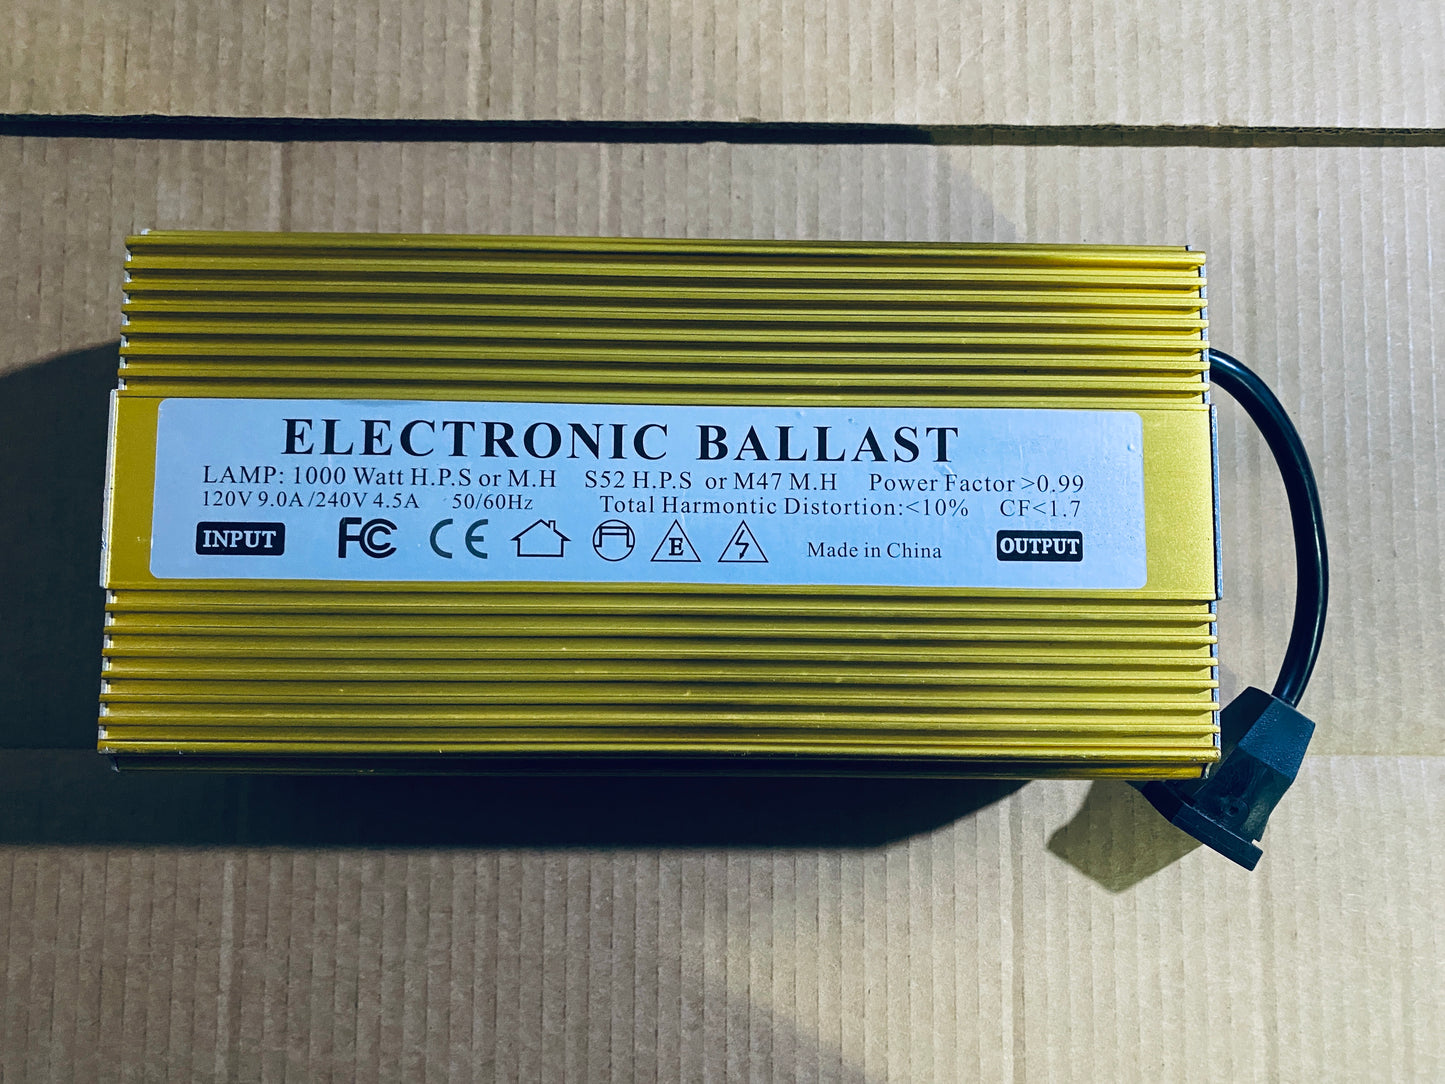 ELECTRONIC BALLAST
LAMP: 1000 Watt H.P.S or M.H S52 H.P.S or M47 M.H Power Factor >0.99
120V 9.0A/240V 4.5A 50/60Hz Total Harmontic Distortion:<10% CF<1.7
INPUT FC CE E Made in China OUTPUT